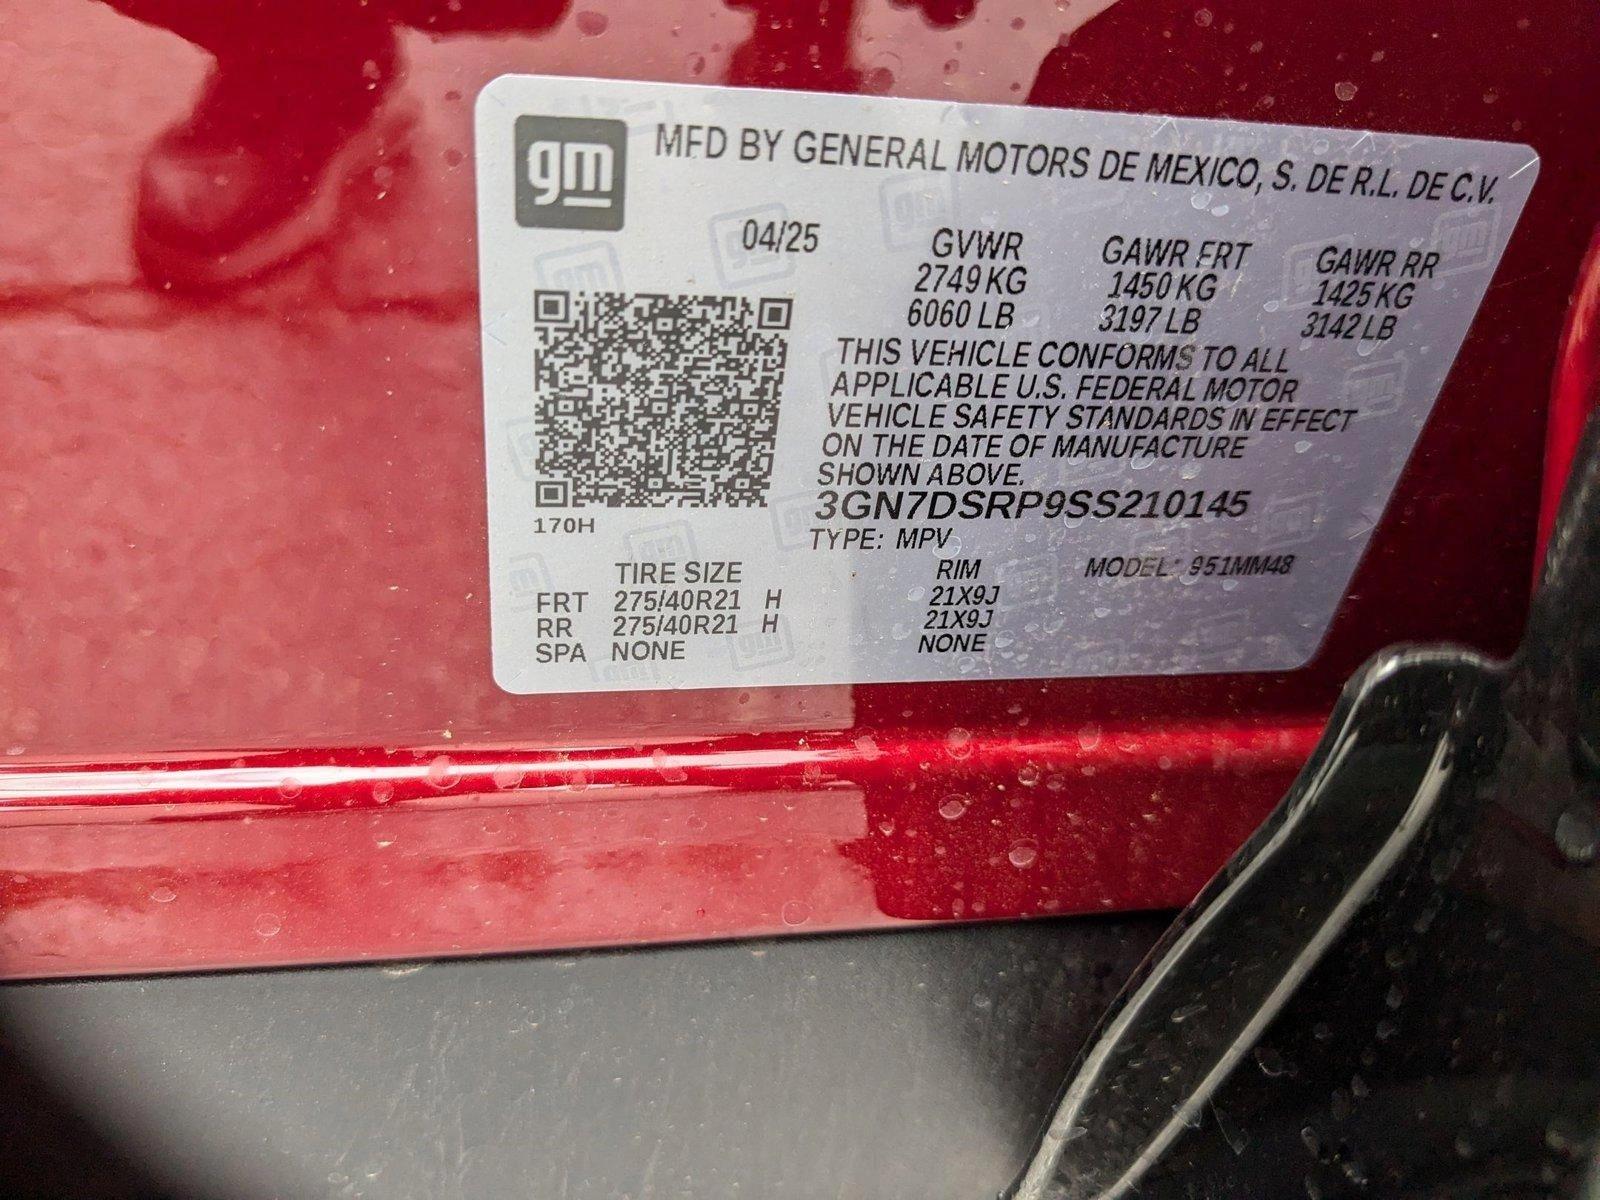 gm
MFD BY GENERAL MOTORS DE MEXICO, S. DE R.L. DE C.V.
04/25
GVWR GAWR FRT GAWR RR
2749 KG 1450 KG 1425 KG
6060 LB 3197 LB 3142 LB
THIS VEHICLE CONFORMS TO ALL
APPLICABLE U.S. FEDERAL MOTOR
VEHICLE SAFETY STANDARDS IN EFFECT
ON THE DATE OF MANUFACTURE
SHOWN ABOVE.
3GN7DSRP9SS210145
170H
TYPE: MPV
MODEL: 951MM48
TIRE SIZE RIM
FRT 275/40R21 H 21X9J
RR 275/40R21 H 21X9J
SPA NONE NONE